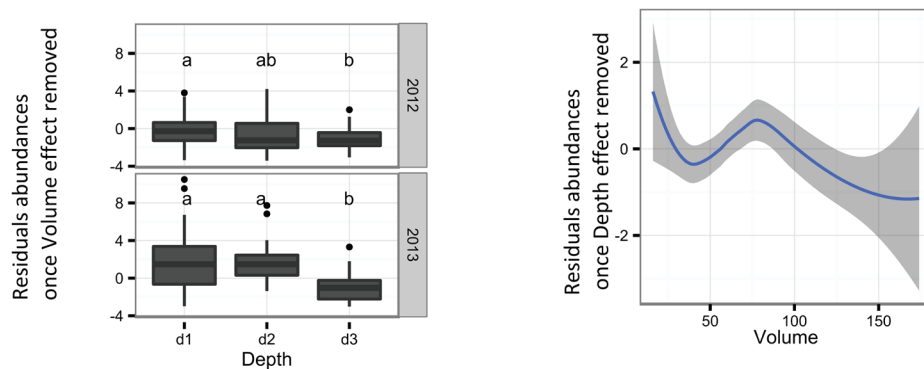 Residuals abundances
once Volume effect removed
8
4
0
-4
a ab b
2012
8
4
0
-4
a a b
2013
d1 d2 d3
Depth
Residuals abundances
once Depth effect removed
2
0
-2
50 100 150
Volume